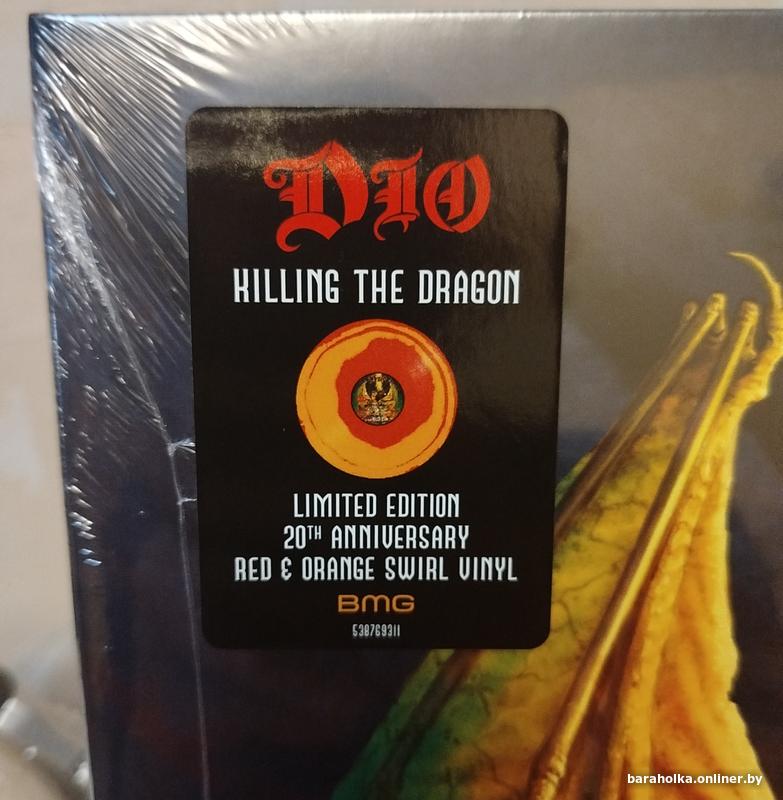 DIO
KILLING THE DRAGON
LIMITED EDITION
20TH ANNIVERSARY
RED & ORANGE SWIRL VINYL
BMG
538769311
baraholka.onliner.by